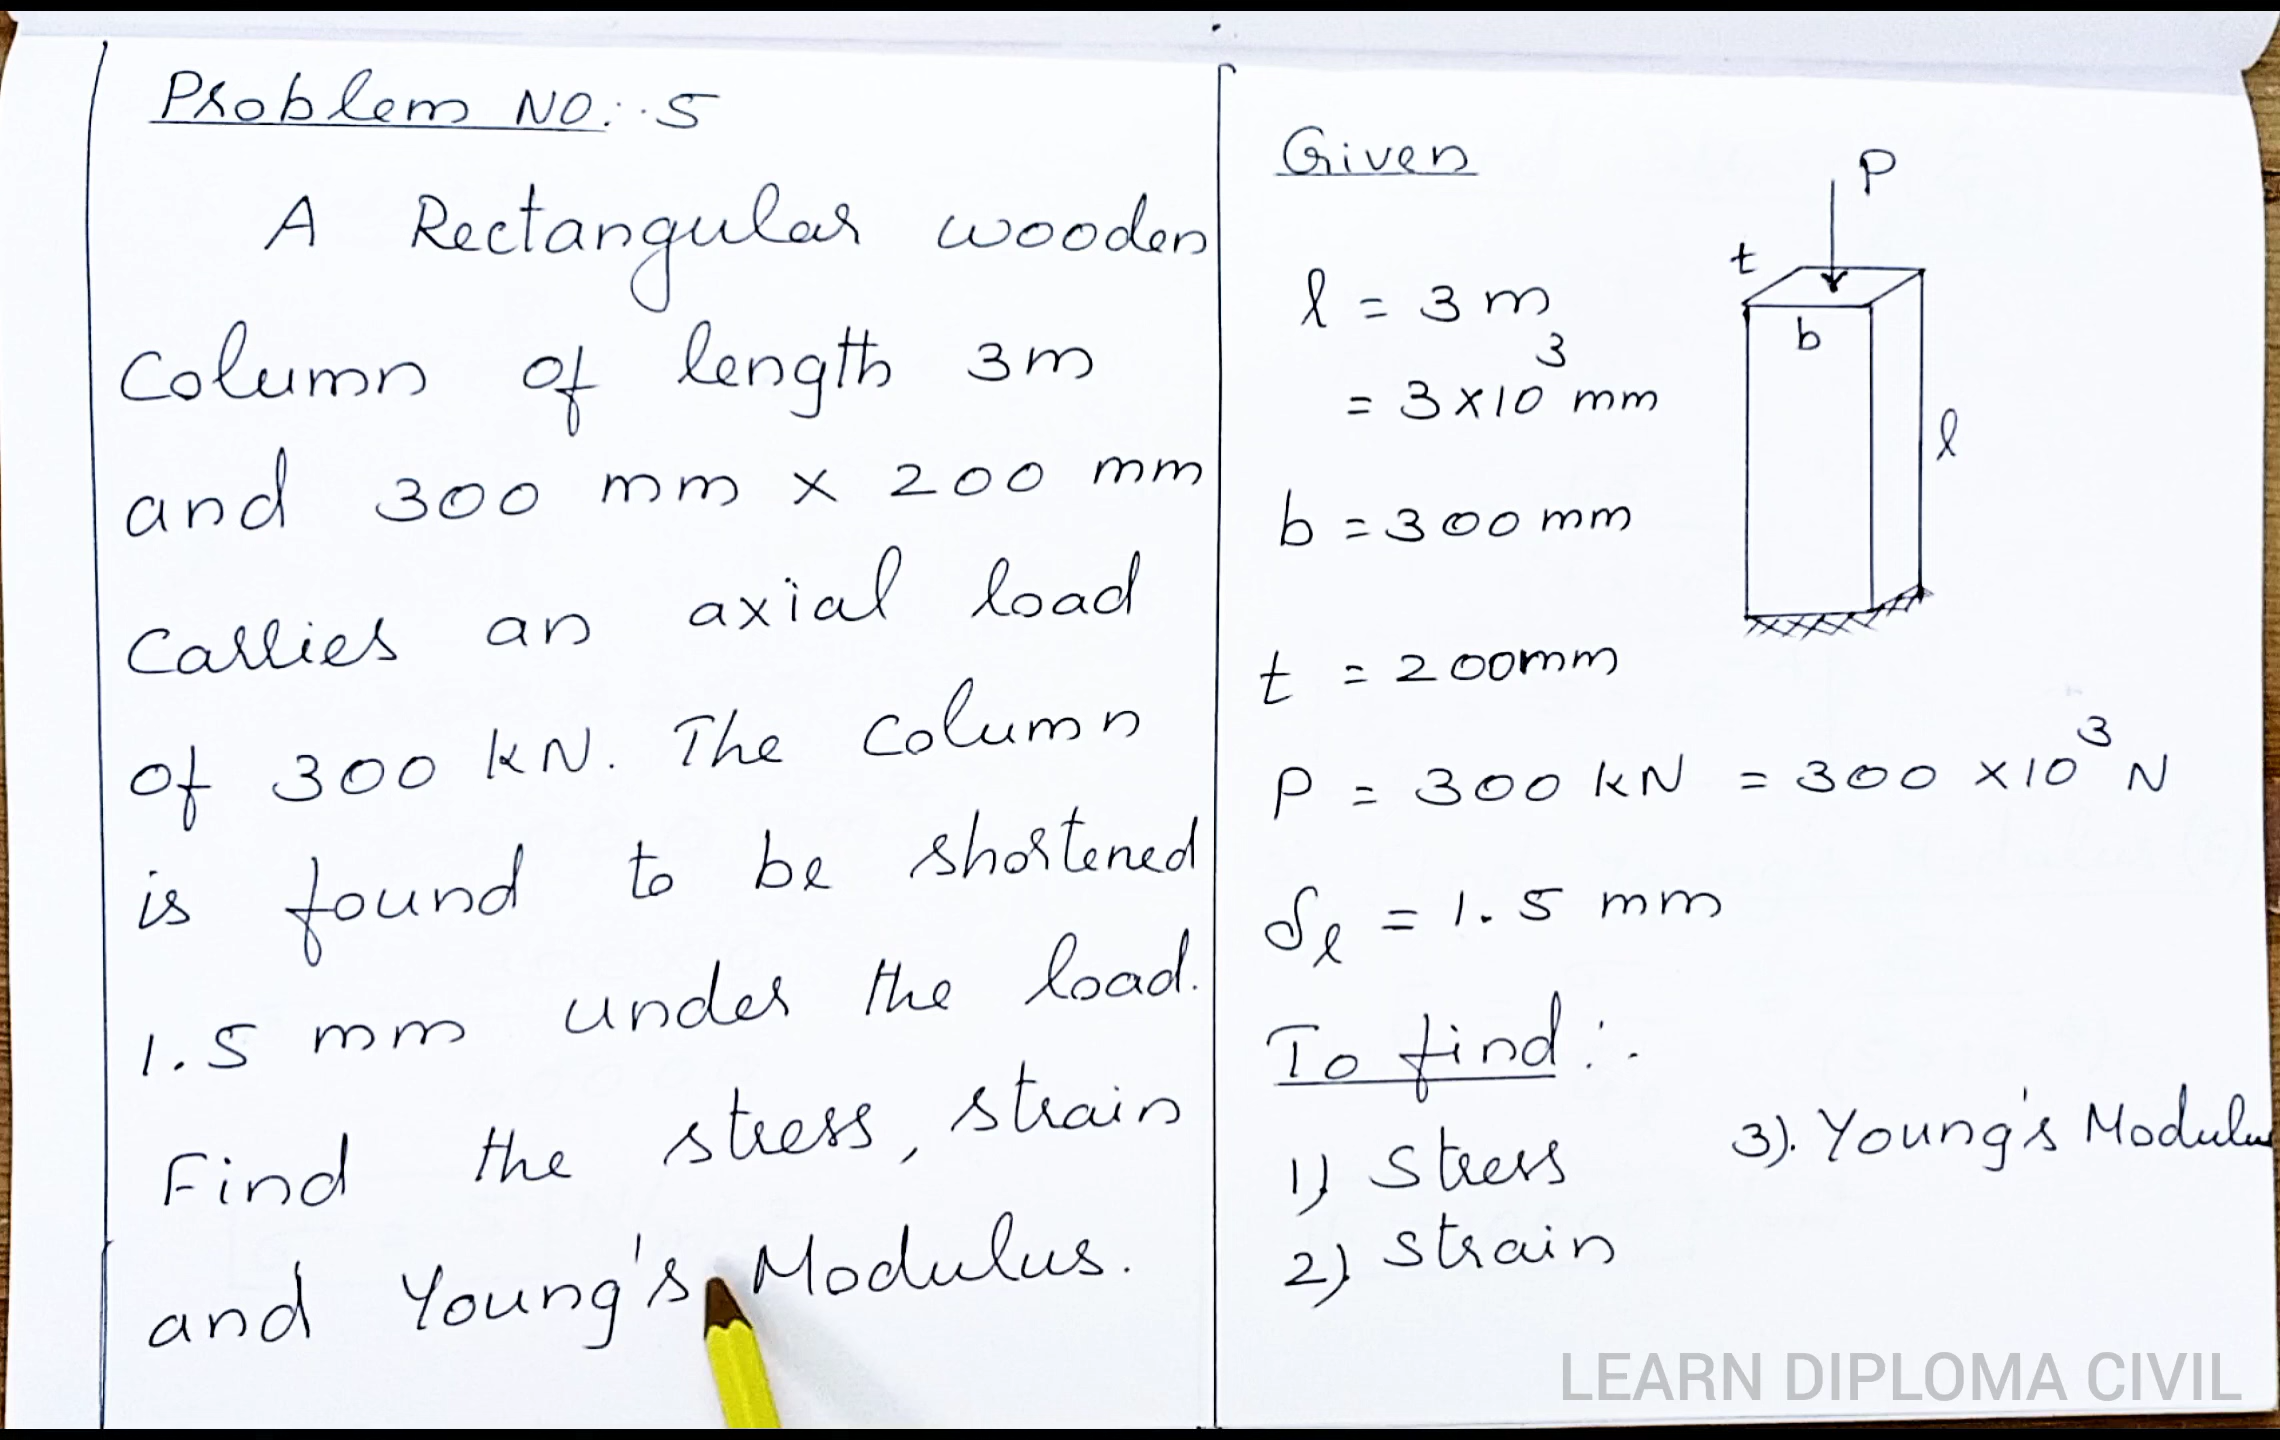 Problem NO: 5
A Rectangular wooden
Column of length 3m
and 300 mm x 200 mm
Carries an axial load
of 300 kN. The Column
is found to be shortened
1.5 mm under the load.
Find the stress, strain
and Young's Modulus.
Given
l = 3 m
= 3 × 10³ mm
b = 300 mm
t = 200mm
P = 300 kN = 300 × 10³ N
δl = 1.5 mm
To find :
1) Stress
2) Strain
3). Young's Modulus
P
t
b
l
LEARN DIPLOMA CIVIL